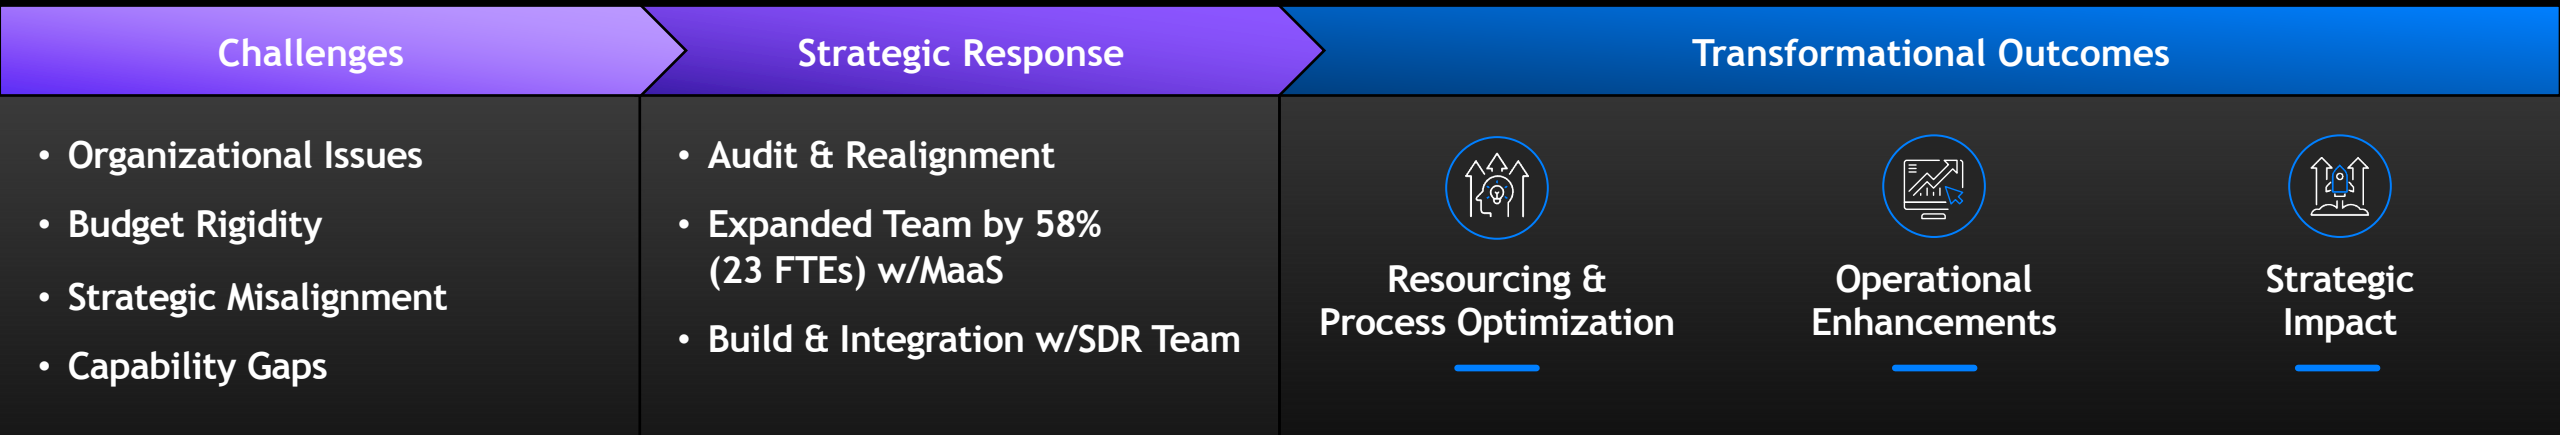 Challenges
Strategic Response
Transformational Outcomes
• Organizational Issues
• Budget Rigidity
• Strategic Misalignment
• Capability Gaps
• Audit & Realignment
• Expanded Team by 58%
(23 FTEs) w/MaaS
• Build & Integration w/SDR Team
Resourcing &
Process Optimization
Operational
Enhancements
Strategic
Impact